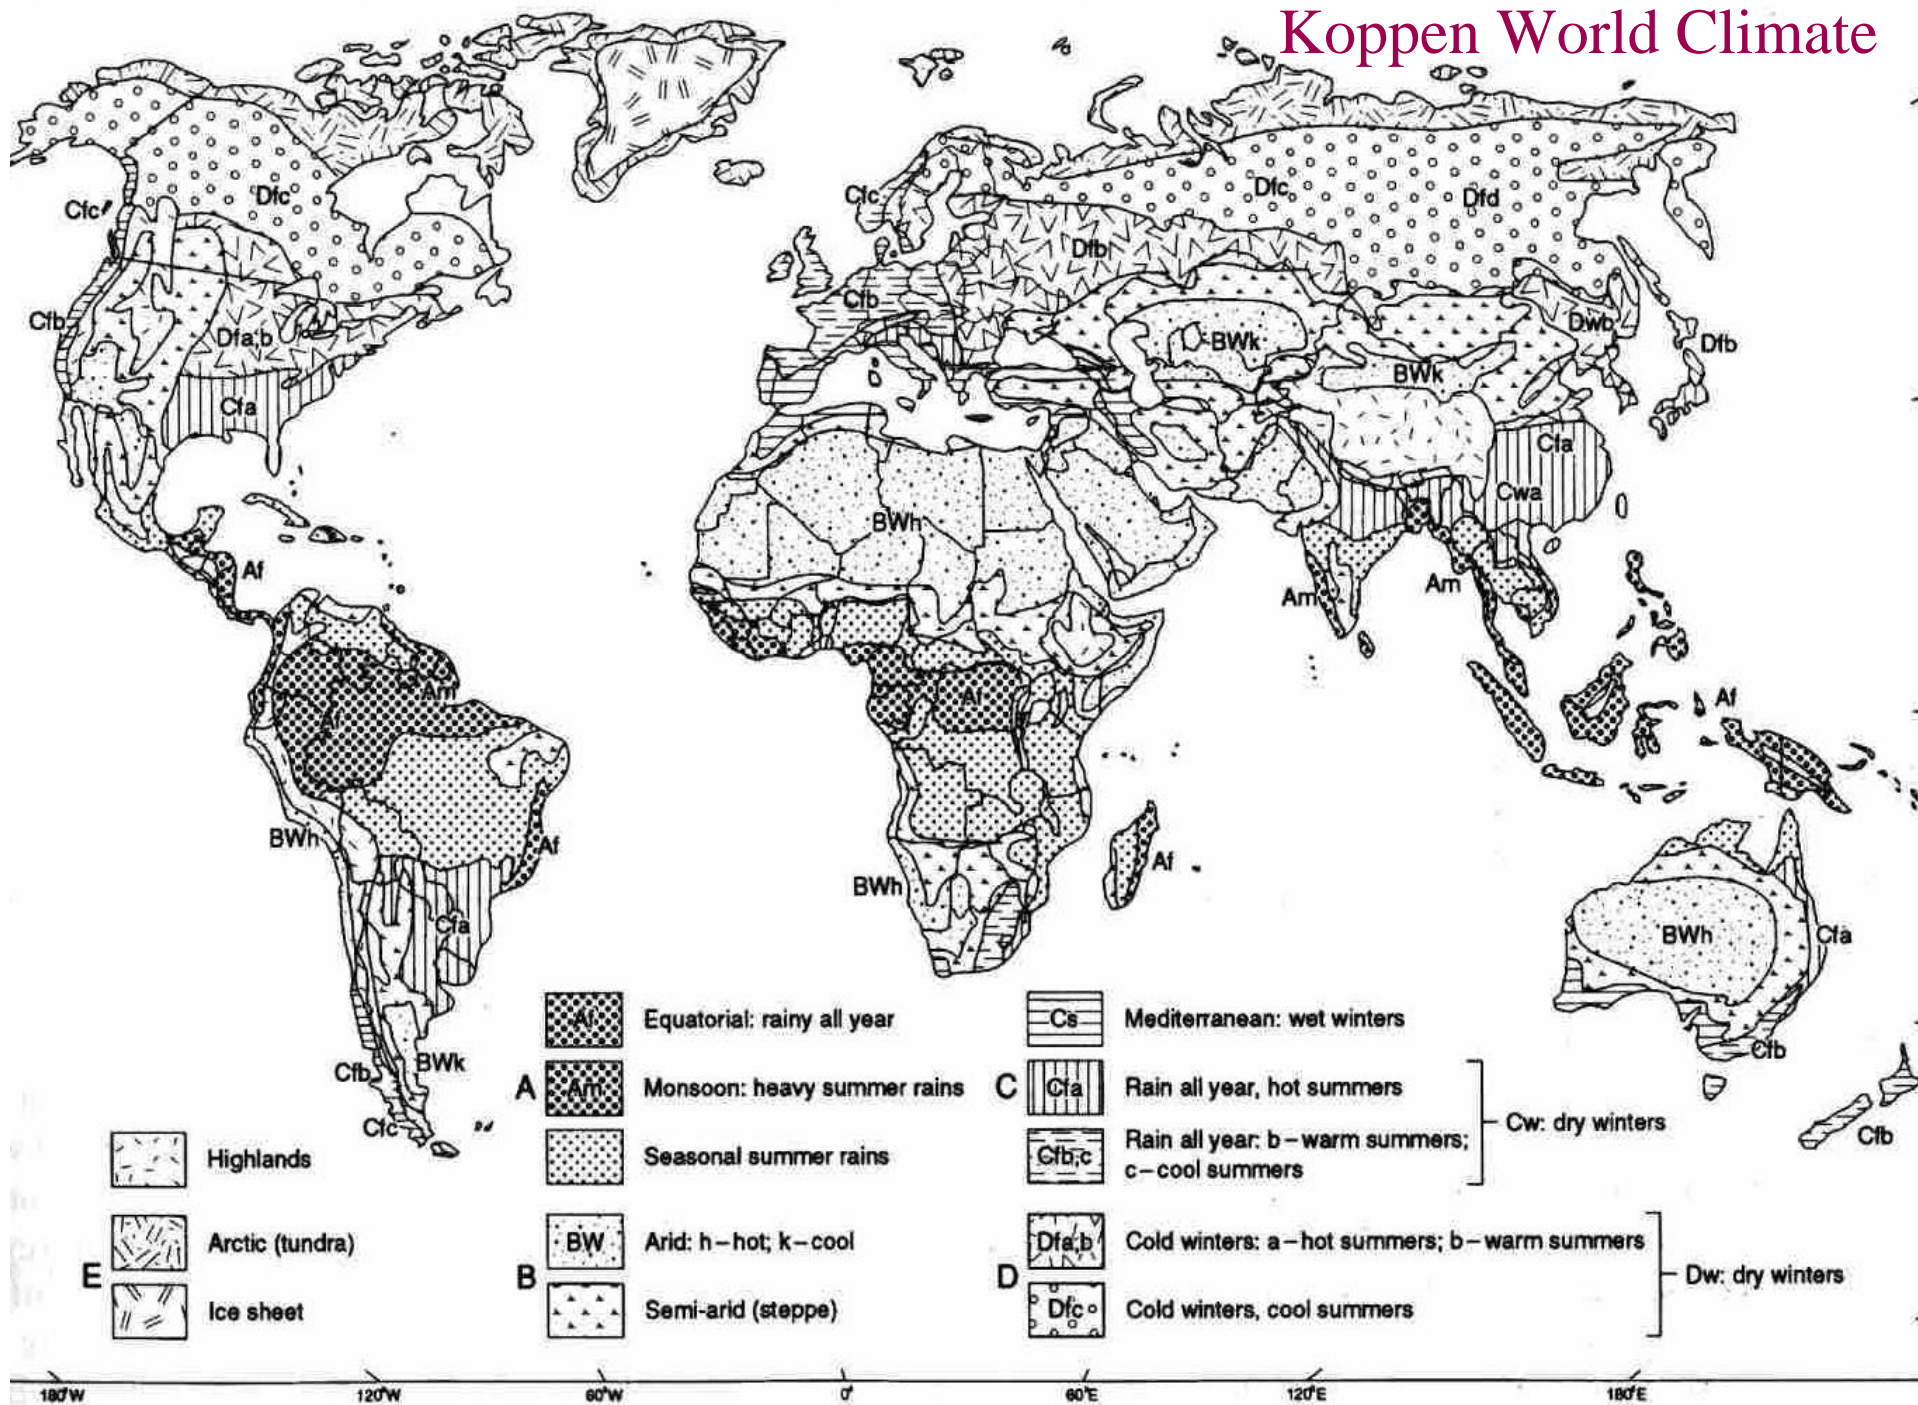 Koppen World Climate
Dfc
Cfc
Cfb
Dfa,b
Cfa
Af
Am
Af
BWh
Af
Cfa
Cfb
BWk
Cfc
Cfc
Dfc
Dfd
Dfb
Cfb
BWk
BWk
Dwb
Dfb
Cfa
Cwa
BWh
Am
Am
Af
Af
BWh
Af
BWh
Cfa
Cfb
Cfb
Highlands
E
Arctic (tundra)
Ice sheet
A
Af Equatorial: rainy all year
Am Monsoon: heavy summer rains
Seasonal summer rains
B
BW Arid: h–hot; k–cool
Semi-arid (steppe)
C
Cs Mediterranean: wet winters
Cfa Rain all year, hot summers
Cfb,c Rain all year: b–warm summers;
c–cool summers
Cw: dry winters
D
Dfa,b Cold winters: a–hot summers; b–warm summers
Dfc Cold winters, cool summers
Dw: dry winters
180°W 120°W 60°W 0° 60°E 120°E 180°E